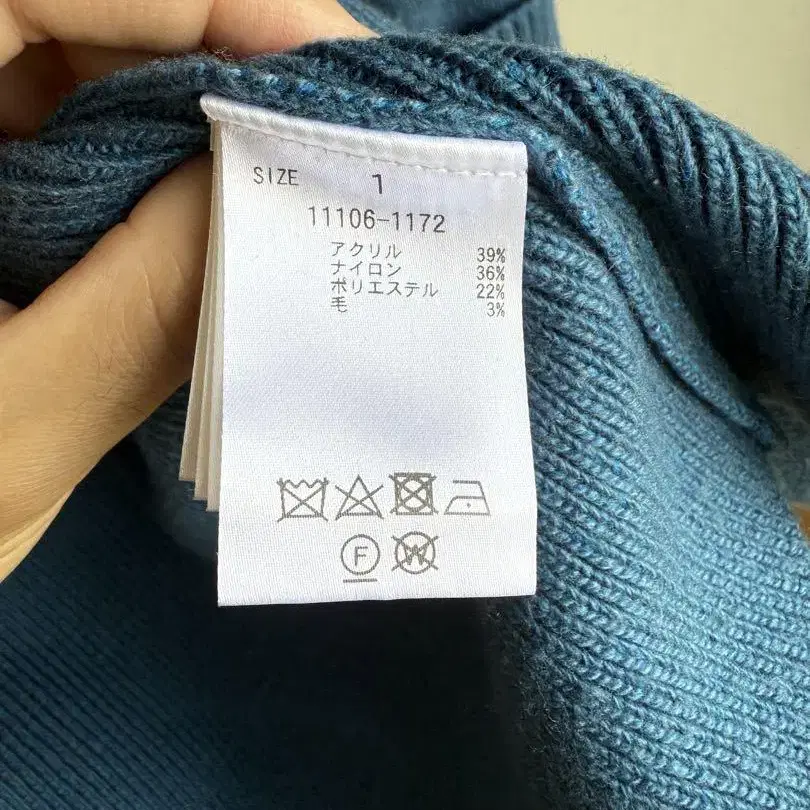 SIZE 1
11106-1172
アクリル 39%
ナイロン 36%
ポリエステル 22%
毛 3%
F W